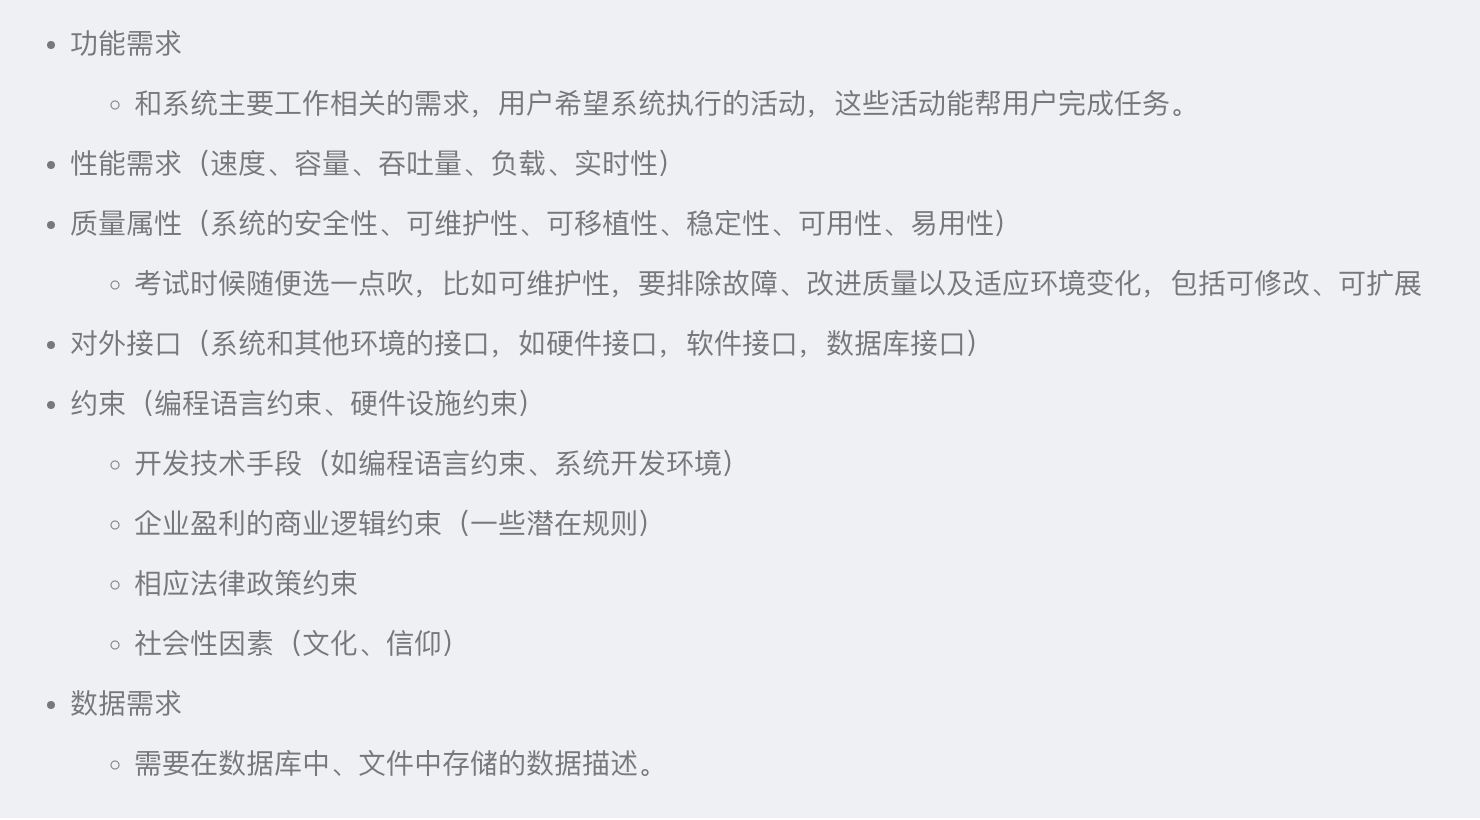 • 功能需求
◦ 和系统主要工作相关的需求，用户希望系统执行的活动，这些活动能帮用户完成任务。
• 性能需求（速度、容量、吞吐量、负载、实时性）
• 质量属性（系统的安全性、可维护性、可移植性、稳定性、可用性、易用性）
◦ 考试时候随便选一点吹，比如可维护性，要排除故障、改进质量以及适应环境变化，包括可修改、可扩展
• 对外接口（系统和其他环境的接口，如硬件接口，软件接口，数据库接口）
• 约束（编程语言约束、硬件设施约束）
◦ 开发技术手段（如编程语言约束、系统开发环境）
◦ 企业盈利的商业逻辑约束（一些潜在规则）
◦ 相应法律政策约束
◦ 社会性因素（文化、信仰）
• 数据需求
◦ 需要在数据库中、文件中存储的数据描述。